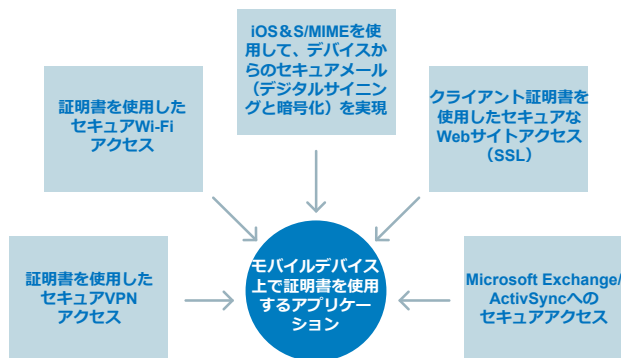 iOS&S/MIMEを使
用して、デバイスか
らのセキュアメール
（デジタルサイニン
グと暗号化）を実現
証明書を使用した
セキュアWi-Fi
アクセス
クライアント証明書を
使用したセキュアな
Webサイトアクセス
（SSL）
証明書を使用した
セキュアVPN
アクセス
モバイルデバイス
上で証明書を使用
するアプリケー
ション
Microsoft Exchange/
ActivSyncへの
セキュアアクセス